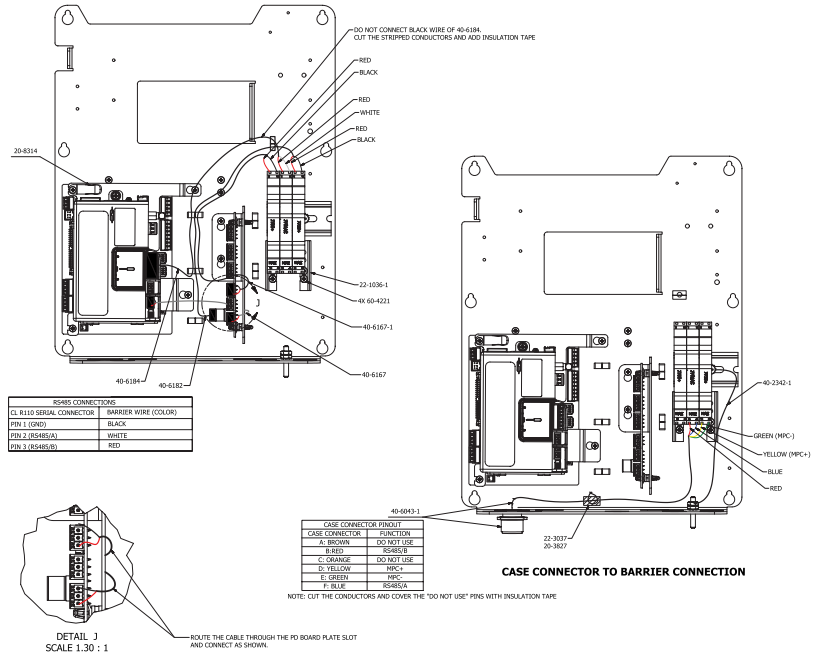 DO NOT CONNECT BLACK WIRE OF 40-6184.
CUT THE STRIPPED CONDUCTORS AND ADD INSULATION TAPE
RED
BLACK
RED
WHITE
RED
BLACK
20-8314
22-1036-1
4X 60-4221
J
40-6167-1
40-6167
40-6184
40-6182
RS485 CONNECTIONS
CL R110 SERIAL CONNECTOR BARRIER WIRE (COLOR)
PIN 1 (GND) BLACK
PIN 2 (RS485/A) WHITE
PIN 3 (RS485/B) RED
40-2342-1
GREEN (MPC-)
YELLOW (MPC+)
BLUE
RED
40-6043-1
22-3037
20-3827
CASE CONNECTOR PINOUT
CASE CONNECTOR FUNCTION
A: BROWN DO NOT USE
B:RED RS485/B
C: ORANGE DO NOT USE
D: YELLOW MPC+
E: GREEN MPC-
F: BLUE RS485/A
NOTE: CUT THE CONDUCTORS AND COVER THE "DO NOT USE" PINS WITH INSULATION TAPE
CASE CONNECTOR TO BARRIER CONNECTION
DETAIL J
SCALE 1.30 : 1
ROUTE THE CABLE THROUGH THE PD BOARD PLATE SLOT
AND CONNECT AS SHOWN.